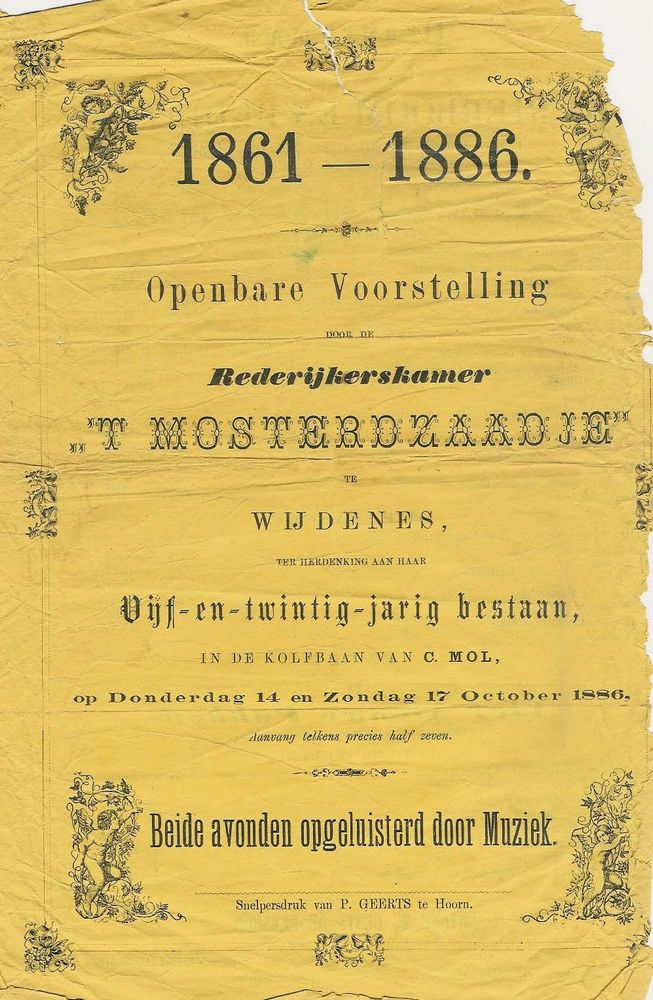 1861 — 1886.
Openbare Voorstelling
DOOR DE
Rederijkerskamer
„'T MOSTERDZAADJE"
TE
WIJDENES,
TER HERDENKING AAN HAAR
Vijf-en-twintig-jarig bestaan,
IN DE KOLFBAAN VAN C. MOL,
op Donderdag 14 en Zondag 17 October 1886.
Aanvang telkens precies half zeven.
Beide avonden opgeluisterd door Muziek.
Snelpersdruk van P. GEERTS te Hoorn.